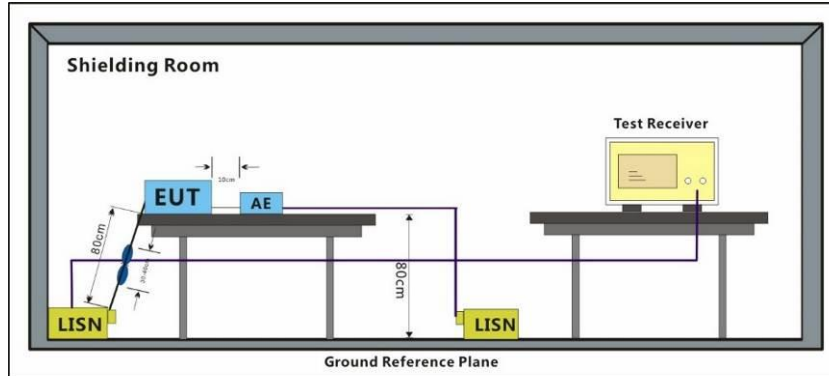 Shielding Room
Test Receiver
10cm
EUT
AE
80cm
80cm
LISN
LISN
Ground Reference Plane